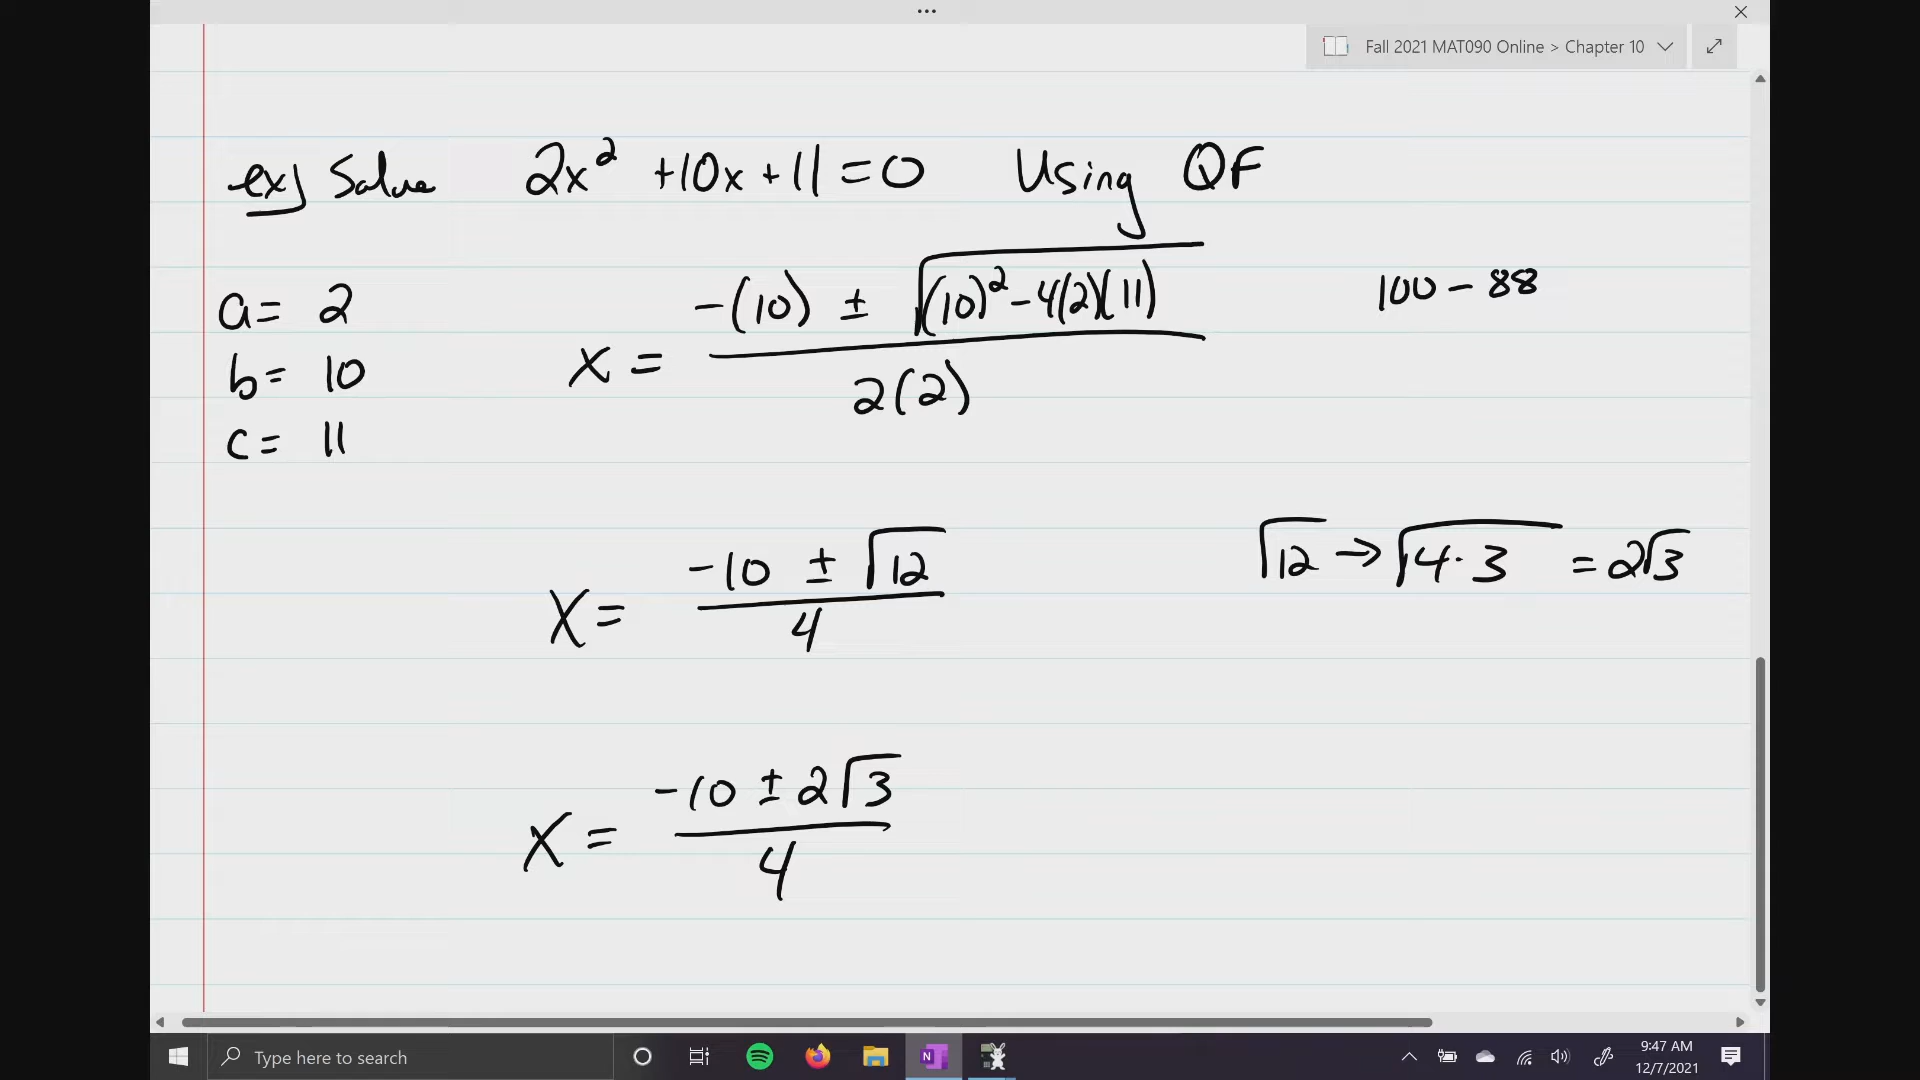 ...
Fall 2021 MAT090 Online > Chapter 10
ex) Solve 2x² +10x + 11 = 0 Using QF
a = 2
b = 10
c = 11
x = (-(10) ± √((10)² - 4(2)(11))) / 2(2)
100 - 88
x = (-10 ± √12) / 4
√12 → √(4·3) = 2√3
x = (-10 ± 2√3) / 4
Type here to search
N
9:47 AM
12/7/2021